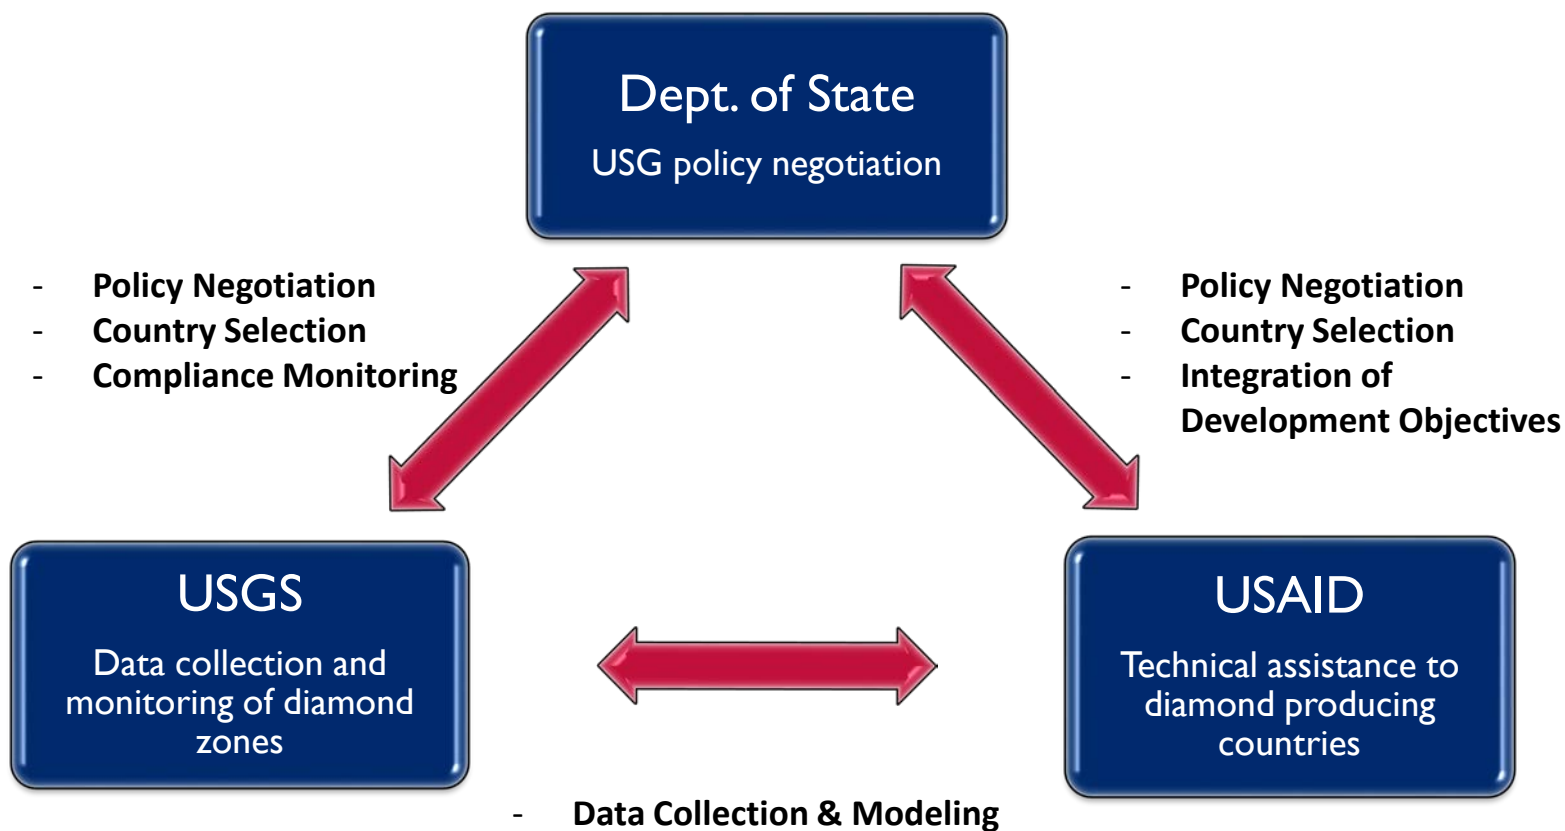 Dept. of State
USG policy negotiation
- Policy Negotiation
- Country Selection
- Compliance Monitoring
- Policy Negotiation
- Country Selection
- Integration of
Development Objectives
USGS
Data collection and
monitoring of diamond
zones
USAID
Technical assistance to
diamond producing
countries
- Data Collection & Modeling